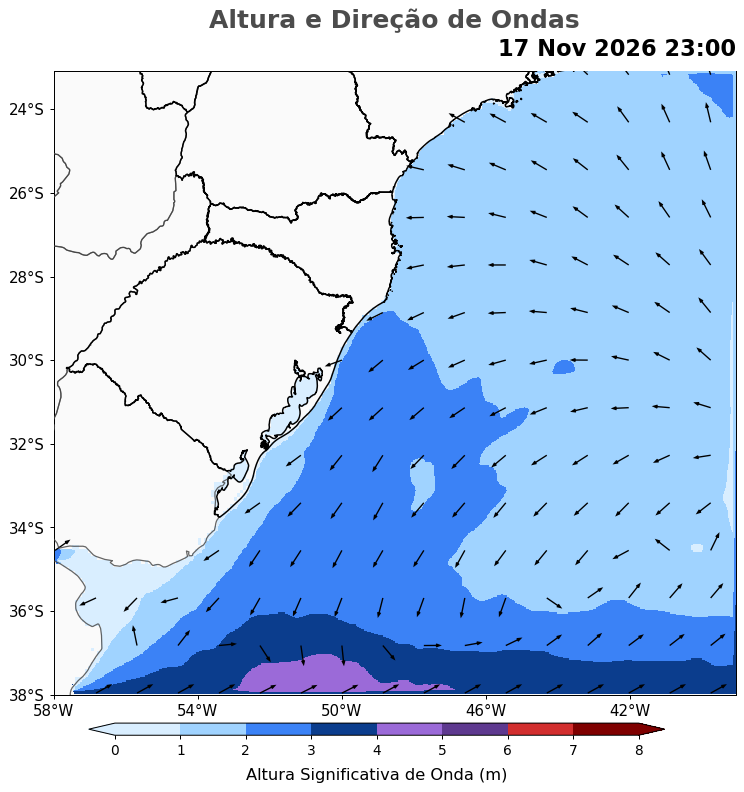 Altura e Direção de Ondas
17 Nov 2026 23:00
24°S
26°S
28°S
30°S
32°S
34°S
36°S
38°S
58°W 54°W 50°W 46°W 42°W
0 1 2 3 4 5 6 7 8
Altura Significativa de Onda (m)